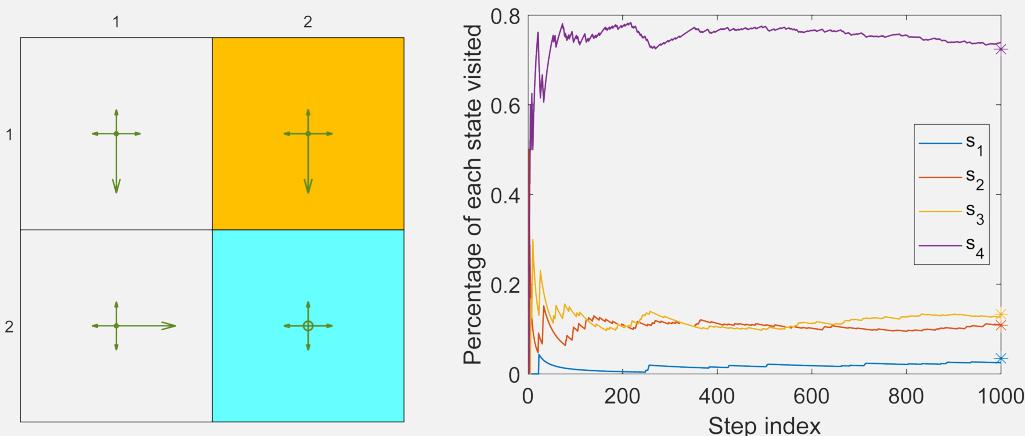 1 2
1
2
Percentage of each state visited
0.8
0.6
0.4
0.2
0
0 200 400 600 800 1000
Step index
s1
s2
s3
s4